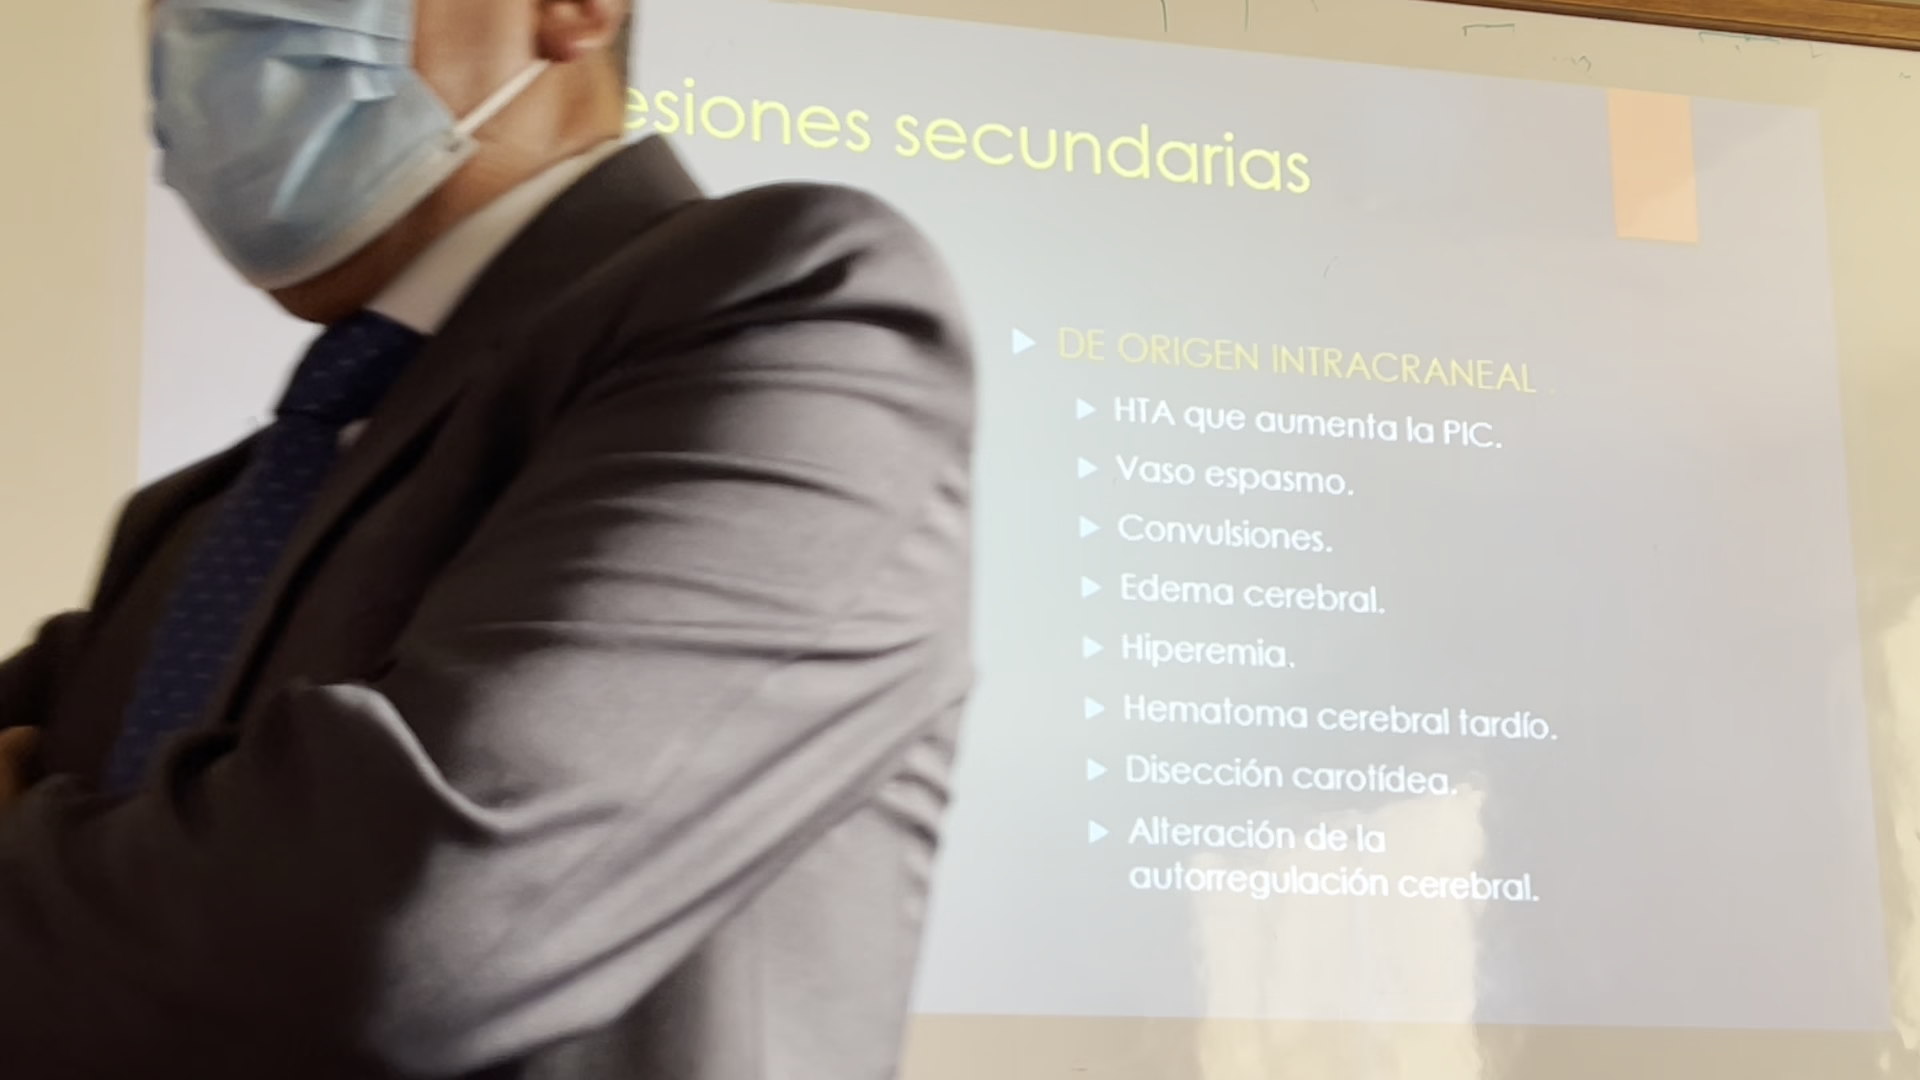 esiones secundarias
DE ORIGEN INTRACRANEAL
HTA que aumenta la PIC.
Vaso espasmo.
Convulsiones.
Edema cerebral.
Hiperemia.
Hematoma cerebral tardío.
Disección carotídea.
Alteración de la
autorregulación cerebral.